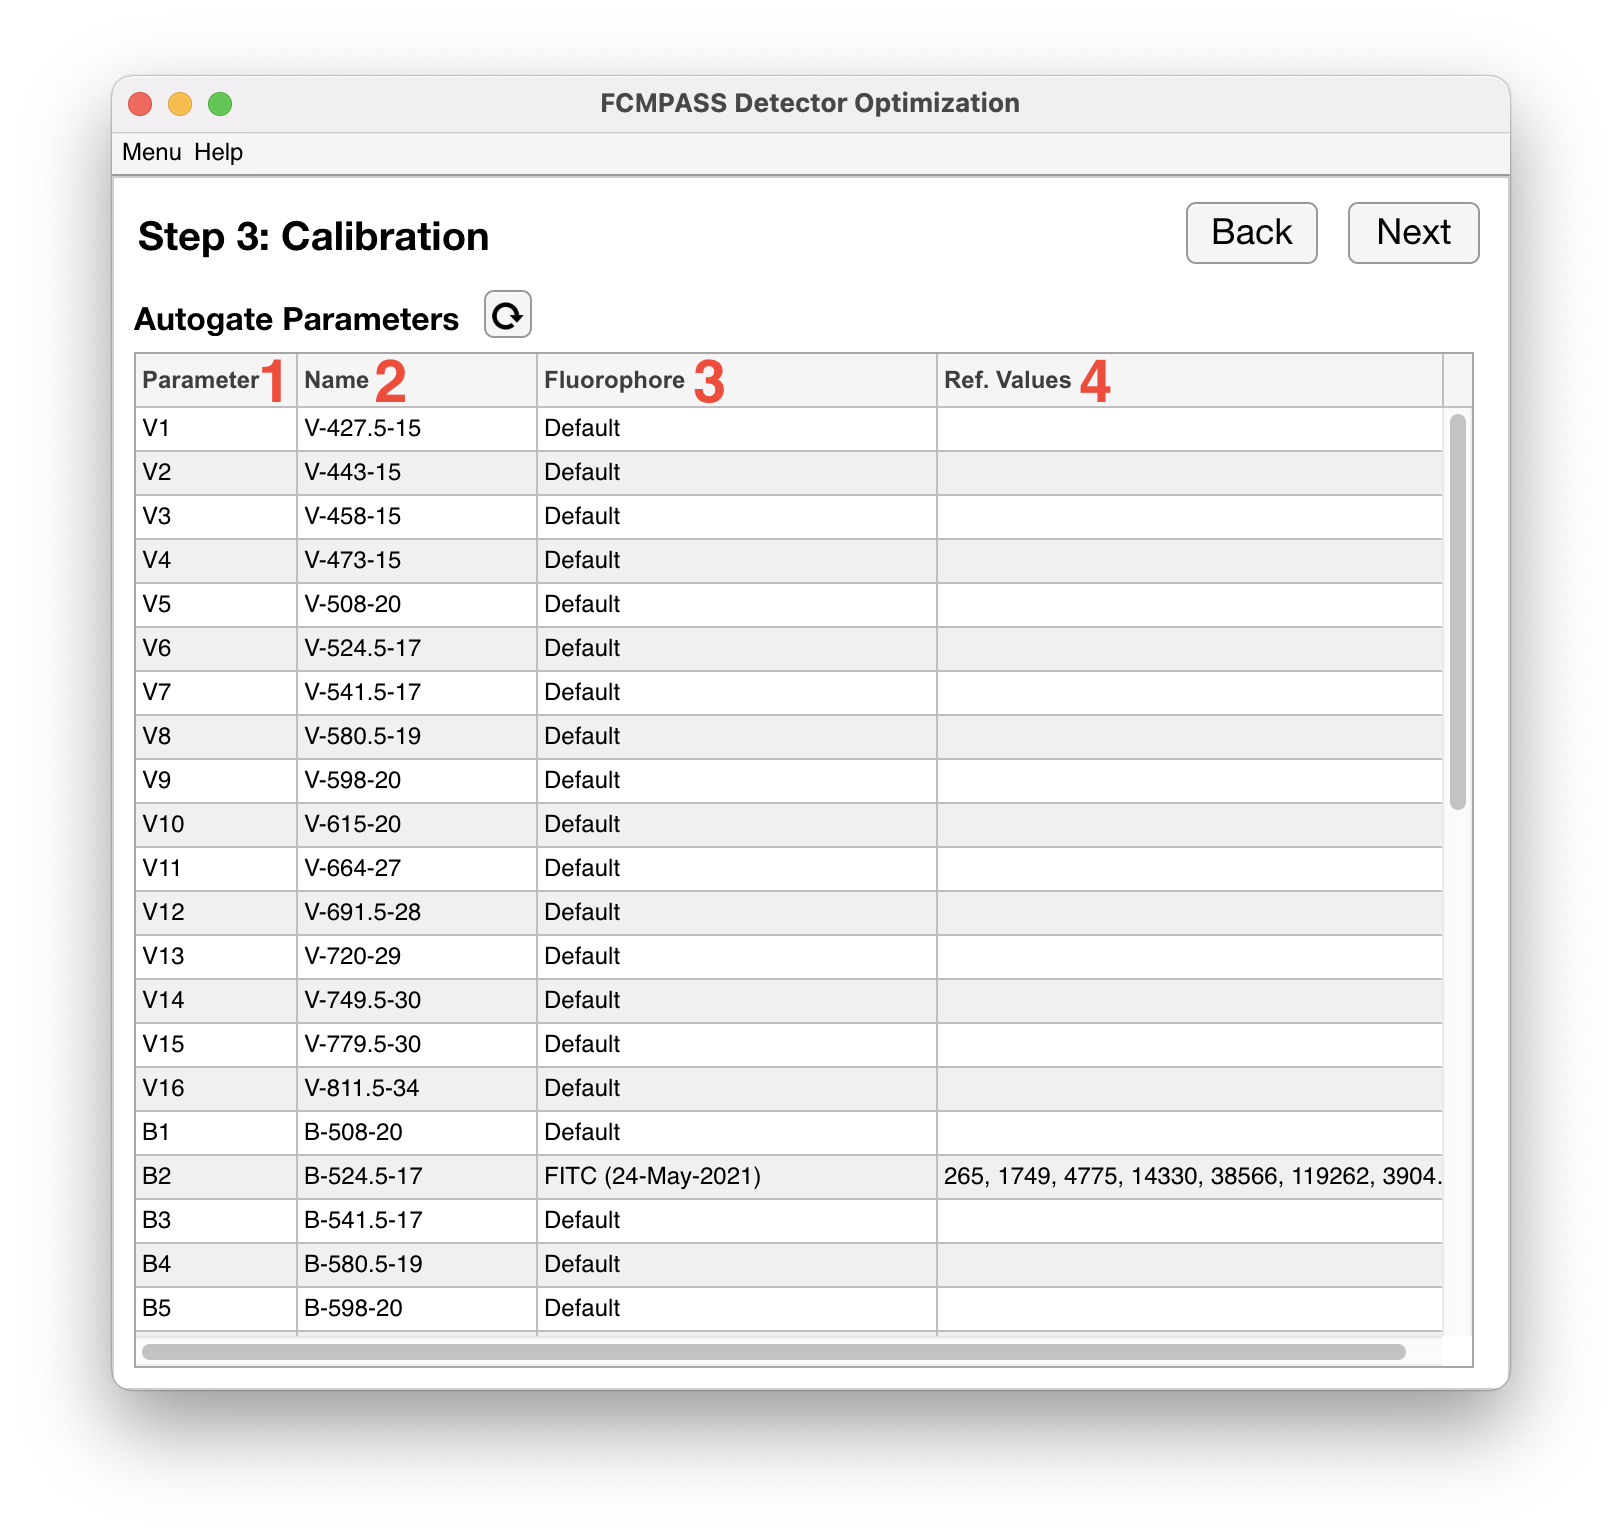 FCMPASS Detector Optimization
Menu Help
Step 3: Calibration
Back Next
Autogate Parameters
Parameter 1 Name 2 Fluorophore 3 Ref. Values 4
V1 V-427.5-15 Default
V2 V-443-15 Default
V3 V-458-15 Default
V4 V-473-15 Default
V5 V-508-20 Default
V6 V-524.5-17 Default
V7 V-541.5-17 Default
V8 V-580.5-19 Default
V9 V-598-20 Default
V10 V-615-20 Default
V11 V-664-27 Default
V12 V-691.5-28 Default
V13 V-720-29 Default
V14 V-749.5-30 Default
V15 V-779.5-30 Default
V16 V-811.5-34 Default
B1 B-508-20 Default
B2 B-524.5-17 FITC (24-May-2021) 265, 1749, 4775, 14330, 38566, 119262, 3904.
B3 B-541.5-17 Default
B4 B-580.5-19 Default
B5 B-598-20 Default